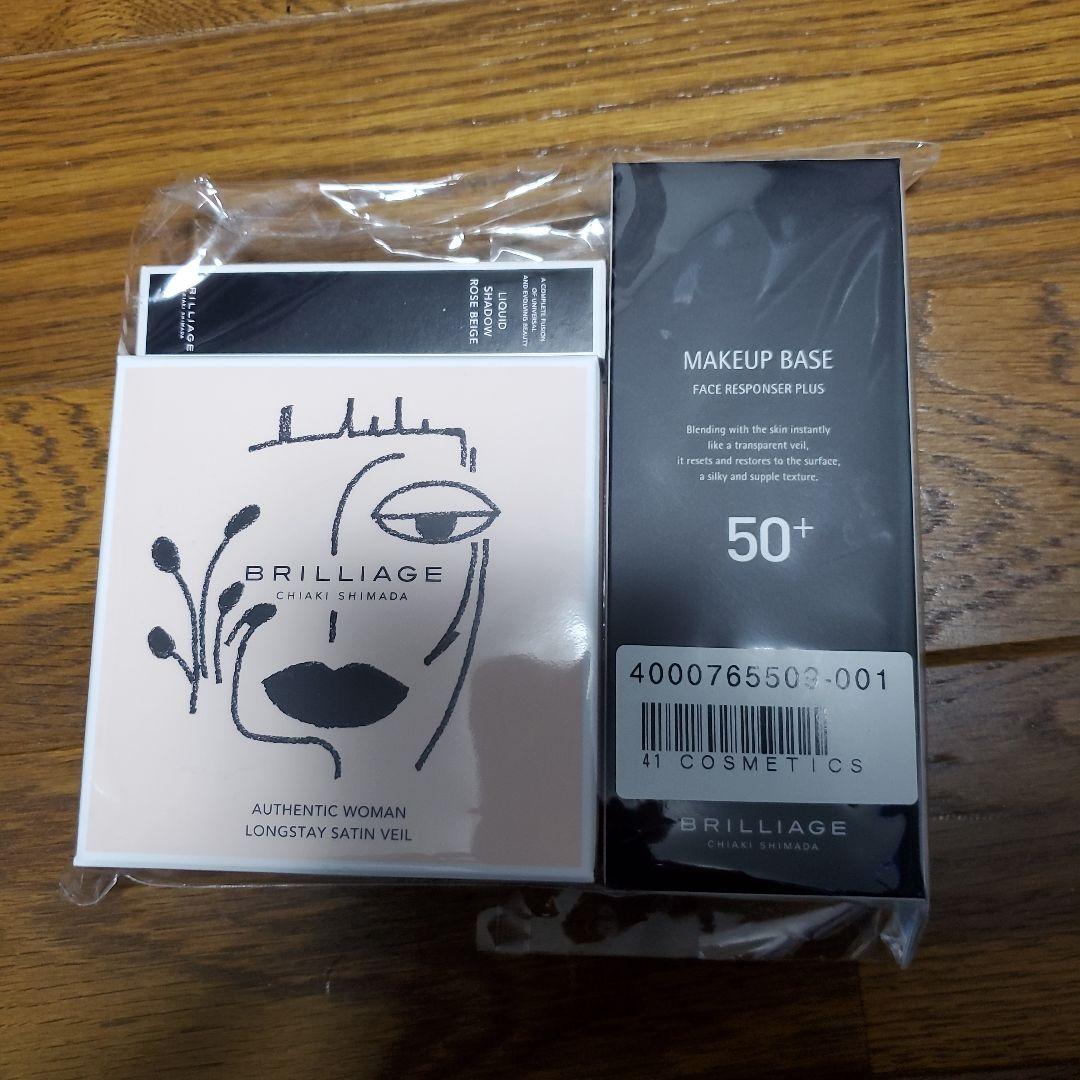 BRILLIAGE
CHIAKI SHIMADA
LIQUID
SHADOW
ROSE BEIGE
A COMPLETE FUSION
OF UNIVERSAL
AND EVOLVING BEAUTY
BRILLIAGE
CHIAKI SHIMADA
AUTHENTIC WOMAN
LONGSTAY SATIN VEIL
MAKEUP BASE
FACE RESPONSER PLUS
Blending with the skin instantly
like a transparent veil,
it resets and restores to the surface,
a silky and supple texture.
50+
4000765509-001
41 COSMETICS
BRILLIAGE
CHIAKI SHIMADA